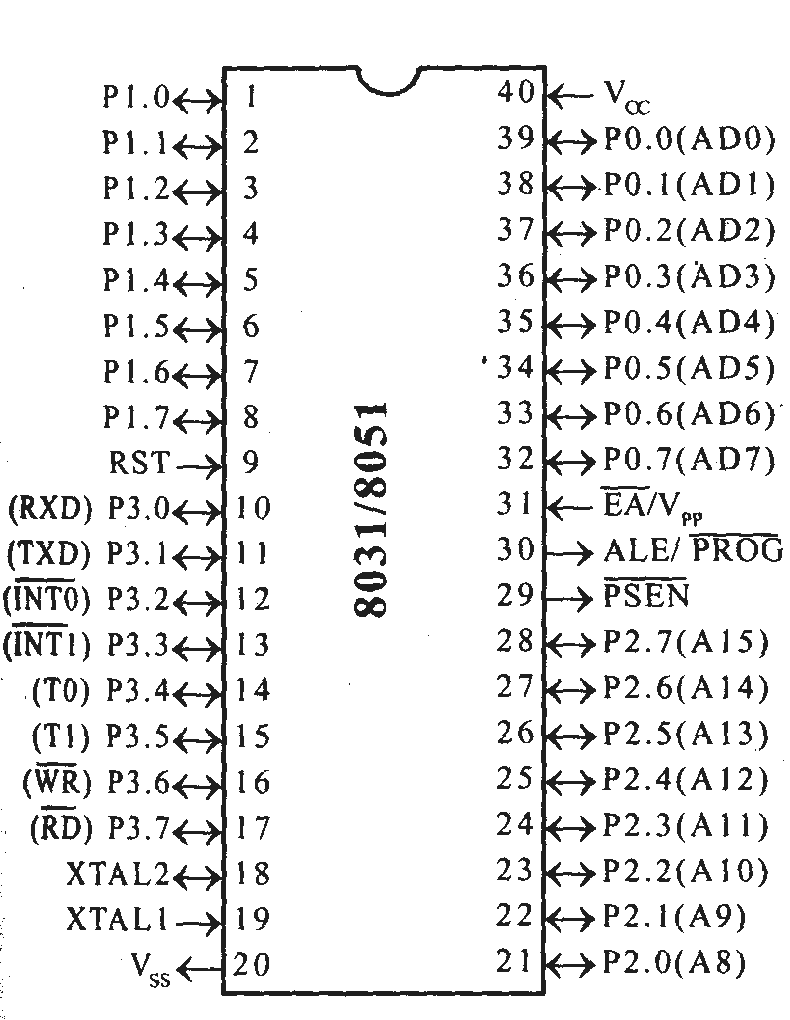 P1.0 1 40 Vcc
P1.1 2 39 P0.0(AD0)
P1.2 3 38 P0.1(AD1)
P1.3 4 37 P0.2(AD2)
P1.4 5 36 P0.3(AD3)
P1.5 6 35 P0.4(AD4)
P1.6 7 34 P0.5(AD5)
P1.7 8 33 P0.6(AD6)
RST 9 32 P0.7(AD7)
(RXD) P3.0 10 31 E̅A̅/Vpp
(TXD) P3.1 11 30 ALE/ P̅R̅O̅G̅
(I̅N̅T̅0̅) P3.2 12 29 P̅S̅E̅N̅
(I̅N̅T̅1) P3.3 13 28 P2.7(A15)
(T0) P3.4 14 27 P2.6(A14)
(T1) P3.5 15 26 P2.5(A13)
(W̅R̅) P3.6 16 25 P2.4(A12)
(R̅D̅) P3.7 17 24 P2.3(A11)
XTAL2 18 23 P2.2(A10)
XTAL1 19 22 P2.1(A9)
Vss 20 21 P2.0(A8)
8031/8051